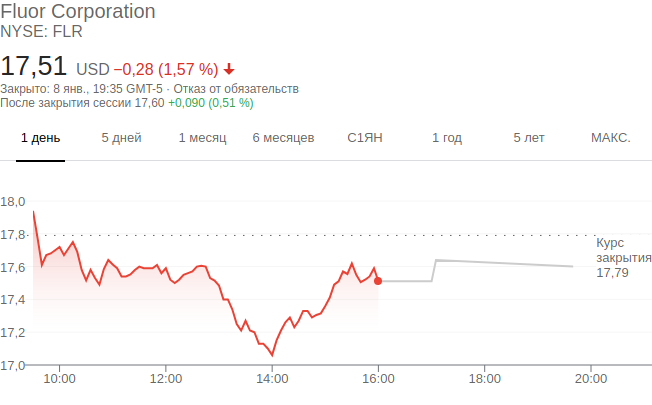 Fluor Corporation
NYSE: FLR
17,51 USD −0,28 (1,57 %)
Закрыто: 8 янв., 19:35 GMT-5 · Отказ от обязательств
После закрытия сессии 17,60 +0,090 (0,51 %)
1 день 5 дней 1 месяц 6 месяцев С1ЯН 1 год 5 лет МАКС.
18,0
17,8
Курс
закрытия
17,79
17,6
17,4
17,2
17,0
10:00 12:00 14:00 16:00 18:00 20:00